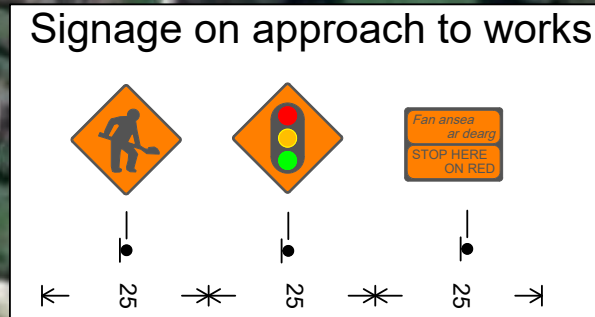 Signage on approach to works
Fan ansea
ar dearg
STOP HERE
ON RED
25
25
25